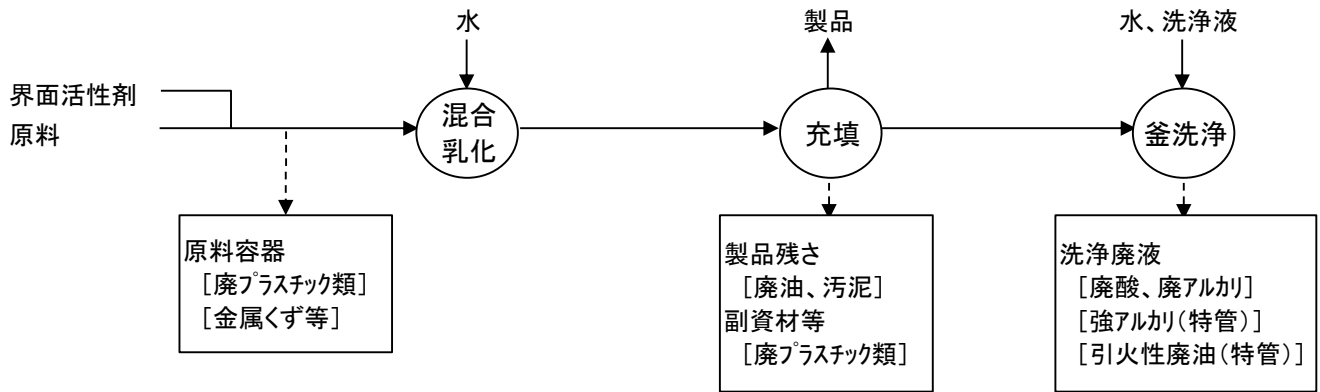 水
製品
水、洗浄液
界面活性剤
原料
混合
乳化
充填
釜洗浄
原料容器
[廃プラスチック類]
[金属くず等]
製品残さ
[廃油、汚泥]
副資材等
[廃プラスチック類]
洗浄廃液
[廃酸、廃アルカリ]
[強アルカリ(特管)]
[引火性廃油(特管)]